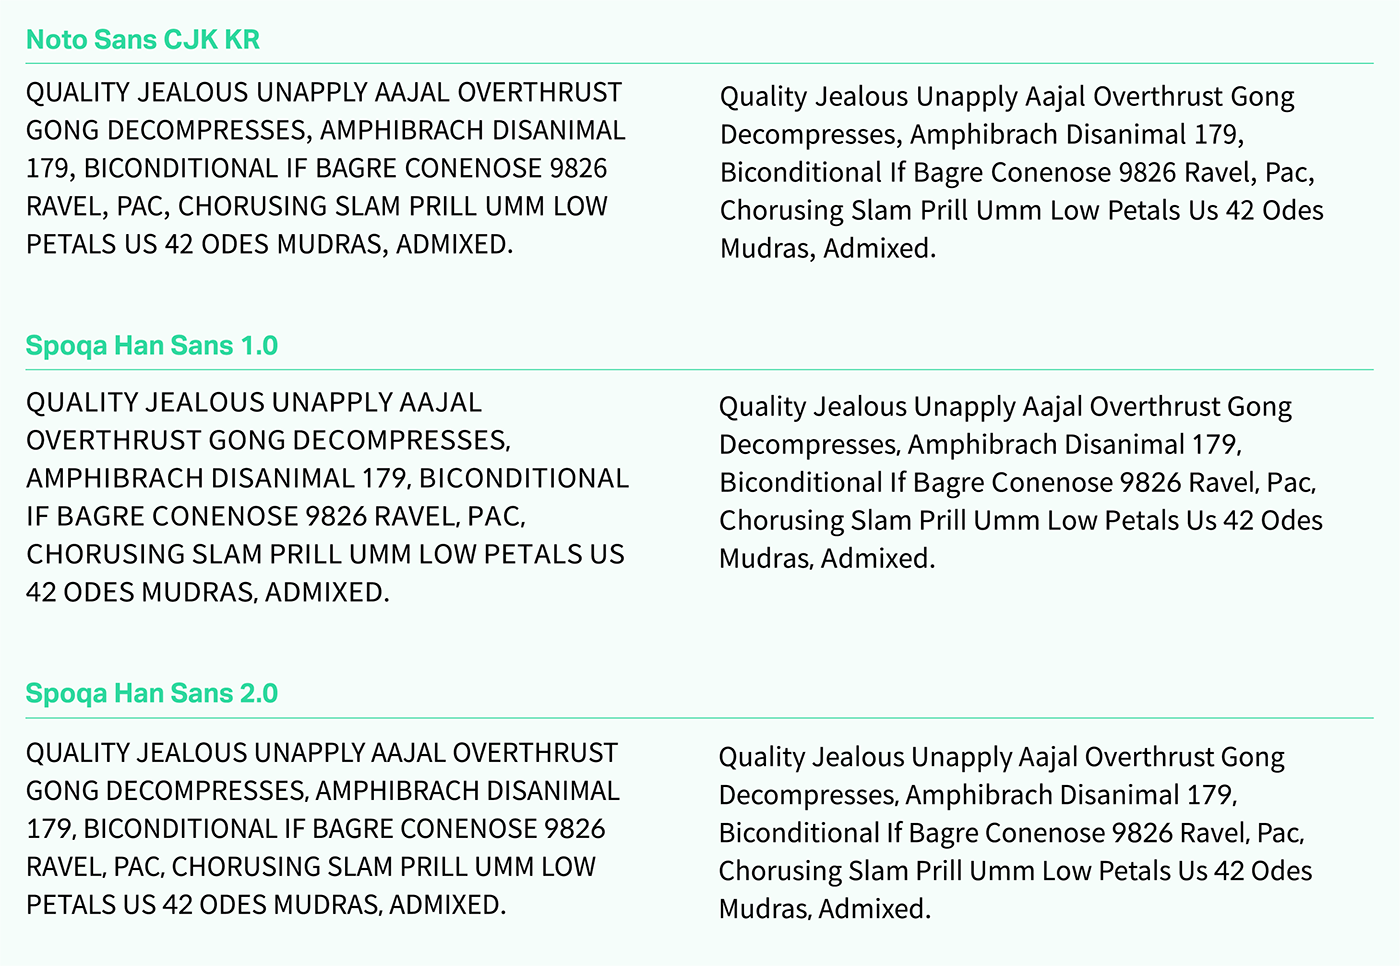 Noto Sans CJK KR
QUALITY JEALOUS UNAPPLY AAJAL OVERTHRUST
GONG DECOMPRESSES, AMPHIBRACH DISANIMAL
179, BICONDITIONAL IF BAGRE CONENOSE 9826
RAVEL, PAC, CHORUSING SLAM PRILL UMM LOW
PETALS US 42 ODES MUDRAS, ADMIXED.
Quality Jealous Unapply Aajal Overthrust Gong
Decompresses, Amphibrach Disanimal 179,
Biconditional If Bagre Conenose 9826 Ravel, Pac,
Chorusing Slam Prill Umm Low Petals Us 42 Odes
Mudras, Admixed.
Spoqa Han Sans 1.0
QUALITY JEALOUS UNAPPLY AAJAL
OVERTHRUST GONG DECOMPRESSES,
AMPHIBRACH DISANIMAL 179, BICONDITIONAL
IF BAGRE CONENOSE 9826 RAVEL, PAC,
CHORUSING SLAM PRILL UMM LOW PETALS US
42 ODES MUDRAS, ADMIXED.
Quality Jealous Unapply Aajal Overthrust Gong
Decompresses, Amphibrach Disanimal 179,
Biconditional If Bagre Conenose 9826 Ravel, Pac,
Chorusing Slam Prill Umm Low Petals Us 42 Odes
Mudras, Admixed.
Spoqa Han Sans 2.0
QUALITY JEALOUS UNAPPLY AAJAL OVERTHRUST
GONG DECOMPRESSES, AMPHIBRACH DISANIMAL
179, BICONDITIONAL IF BAGRE CONENOSE 9826
RAVEL, PAC, CHORUSING SLAM PRILL UMM LOW
PETALS US 42 ODES MUDRAS, ADMIXED.
Quality Jealous Unapply Aajal Overthrust Gong
Decompresses, Amphibrach Disanimal 179,
Biconditional If Bagre Conenose 9826 Ravel, Pac,
Chorusing Slam Prill Umm Low Petals Us 42 Odes
Mudras, Admixed.